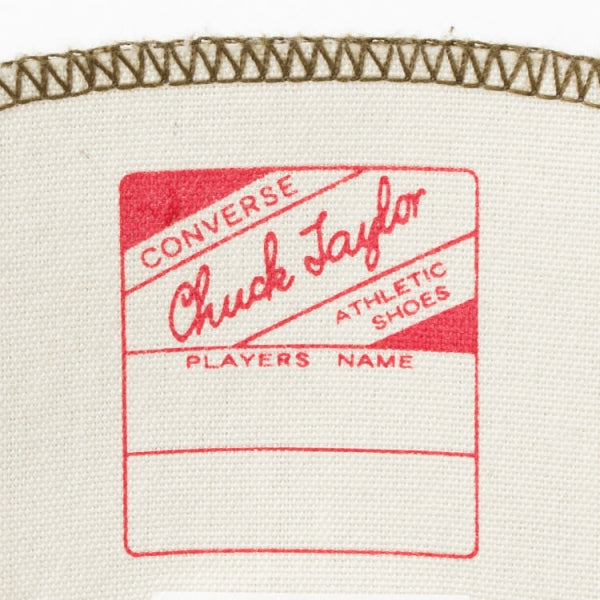 CONVERSE
Chuck Taylor
ATHLETIC
SHOES
PLAYERS NAME